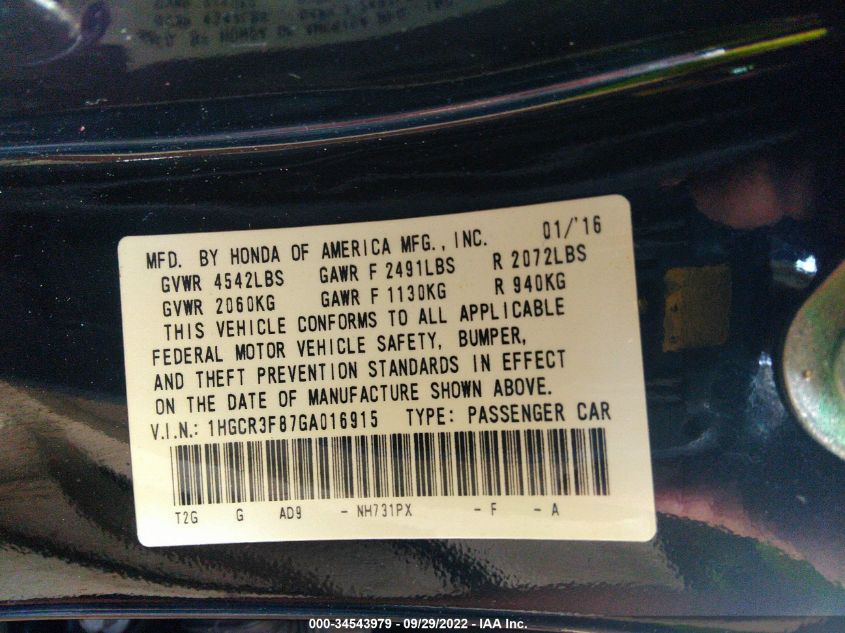 MFD. BY HONDA OF AMERICA MFG., INC. 01/'16
GVWR 4542LBS GAWR F 2491LBS R 2072LBS
GVWR 2060KG GAWR F 1130KG R 940KG
THIS VEHICLE CONFORMS TO ALL APPLICABLE
FEDERAL MOTOR VEHICLE SAFETY, BUMPER,
AND THEFT PREVENTION STANDARDS IN EFFECT
ON THE DATE OF MANUFACTURE SHOWN ABOVE.
V.I.N.: 1HGCR3F87GA016915 TYPE: PASSENGER CAR
T2G G AD9 - NH731PX - F - A
000-34543979 - 09/29/2022 - IAA Inc.